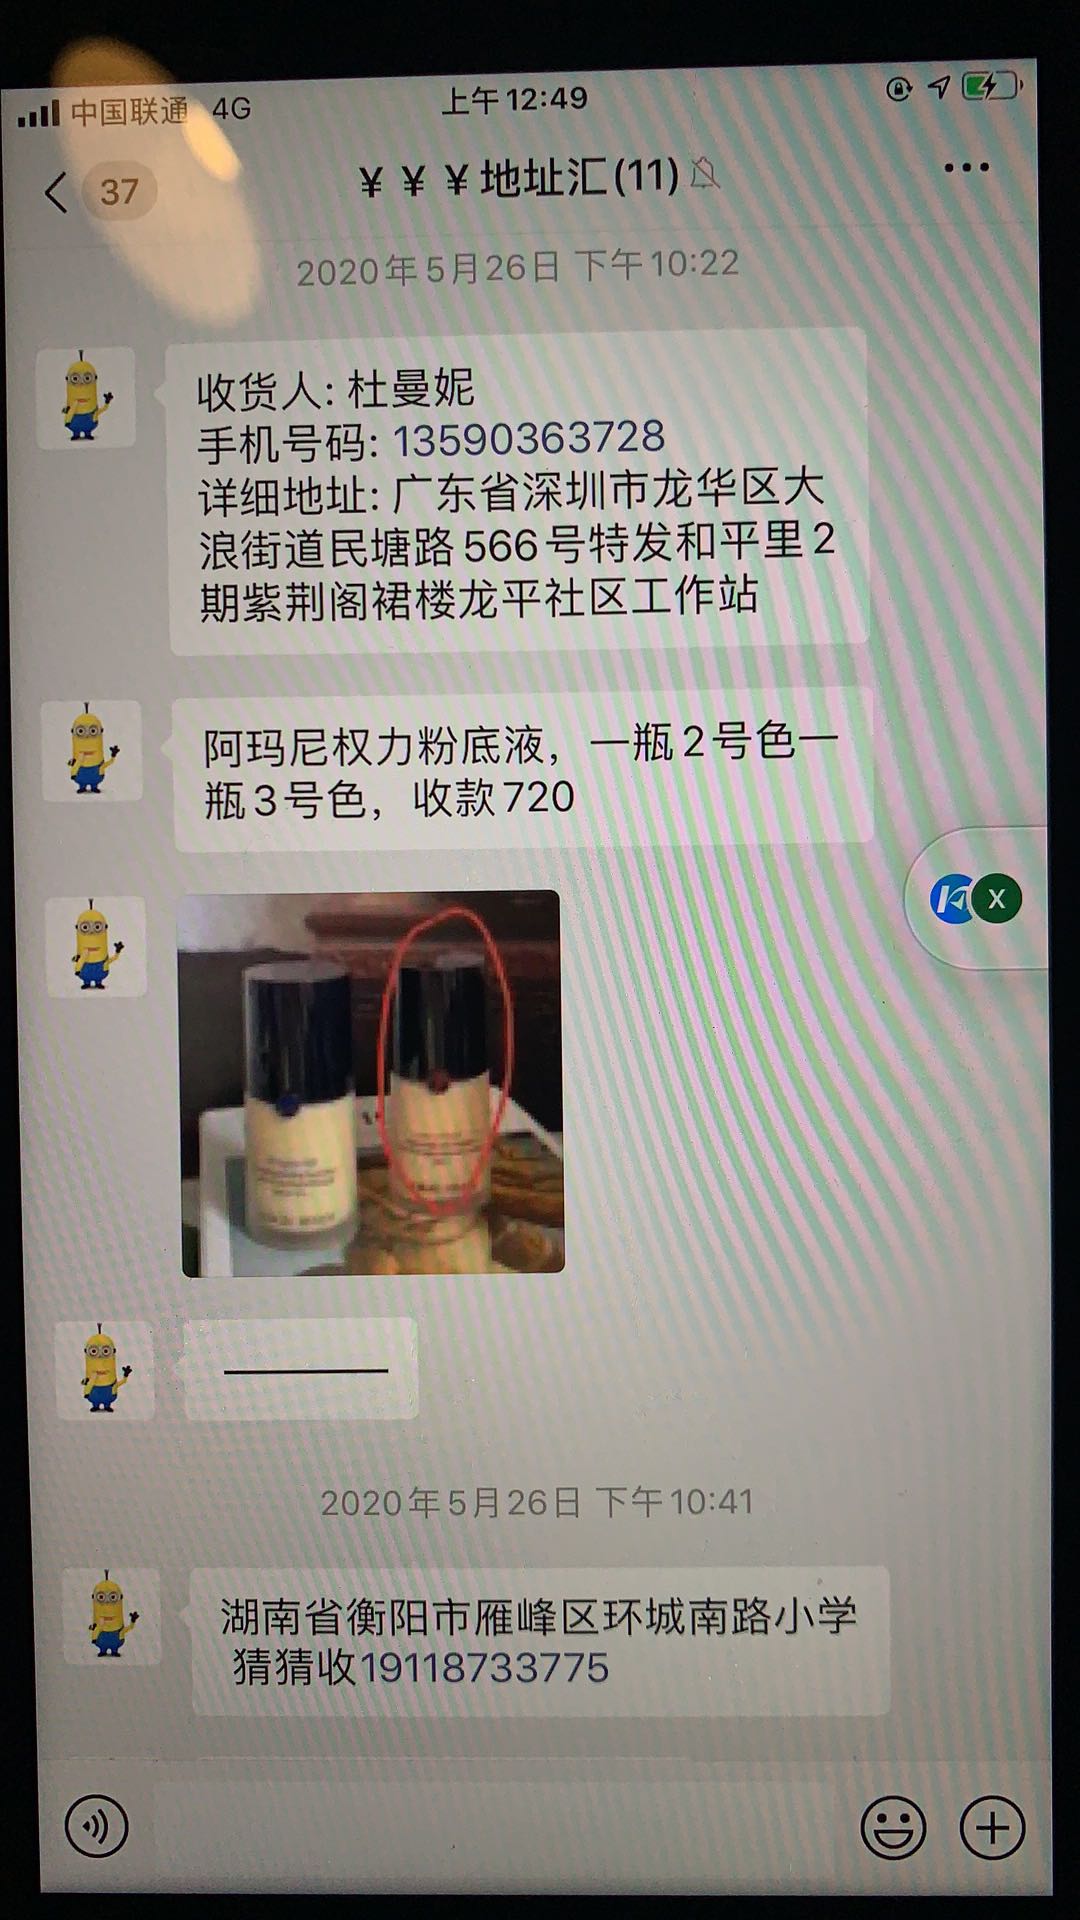 中国联通 4G
上午12:49
37
￥￥￥地址汇(11)
2020年5月26日 下午10:22
收货人: 杜曼妮
手机号码: 13590363728
详细地址: 广东省深圳市龙华区大
浪街道民塘路566号特发和平里2
期紫荆阁裙楼龙平社区工作站
阿玛尼权力粉底液，一瓶2号色一
瓶3号色，收款720
X
2020年5月26日 下午10:41
湖南省衡阳市雁峰区环城南路小学
猜猜收19118733775